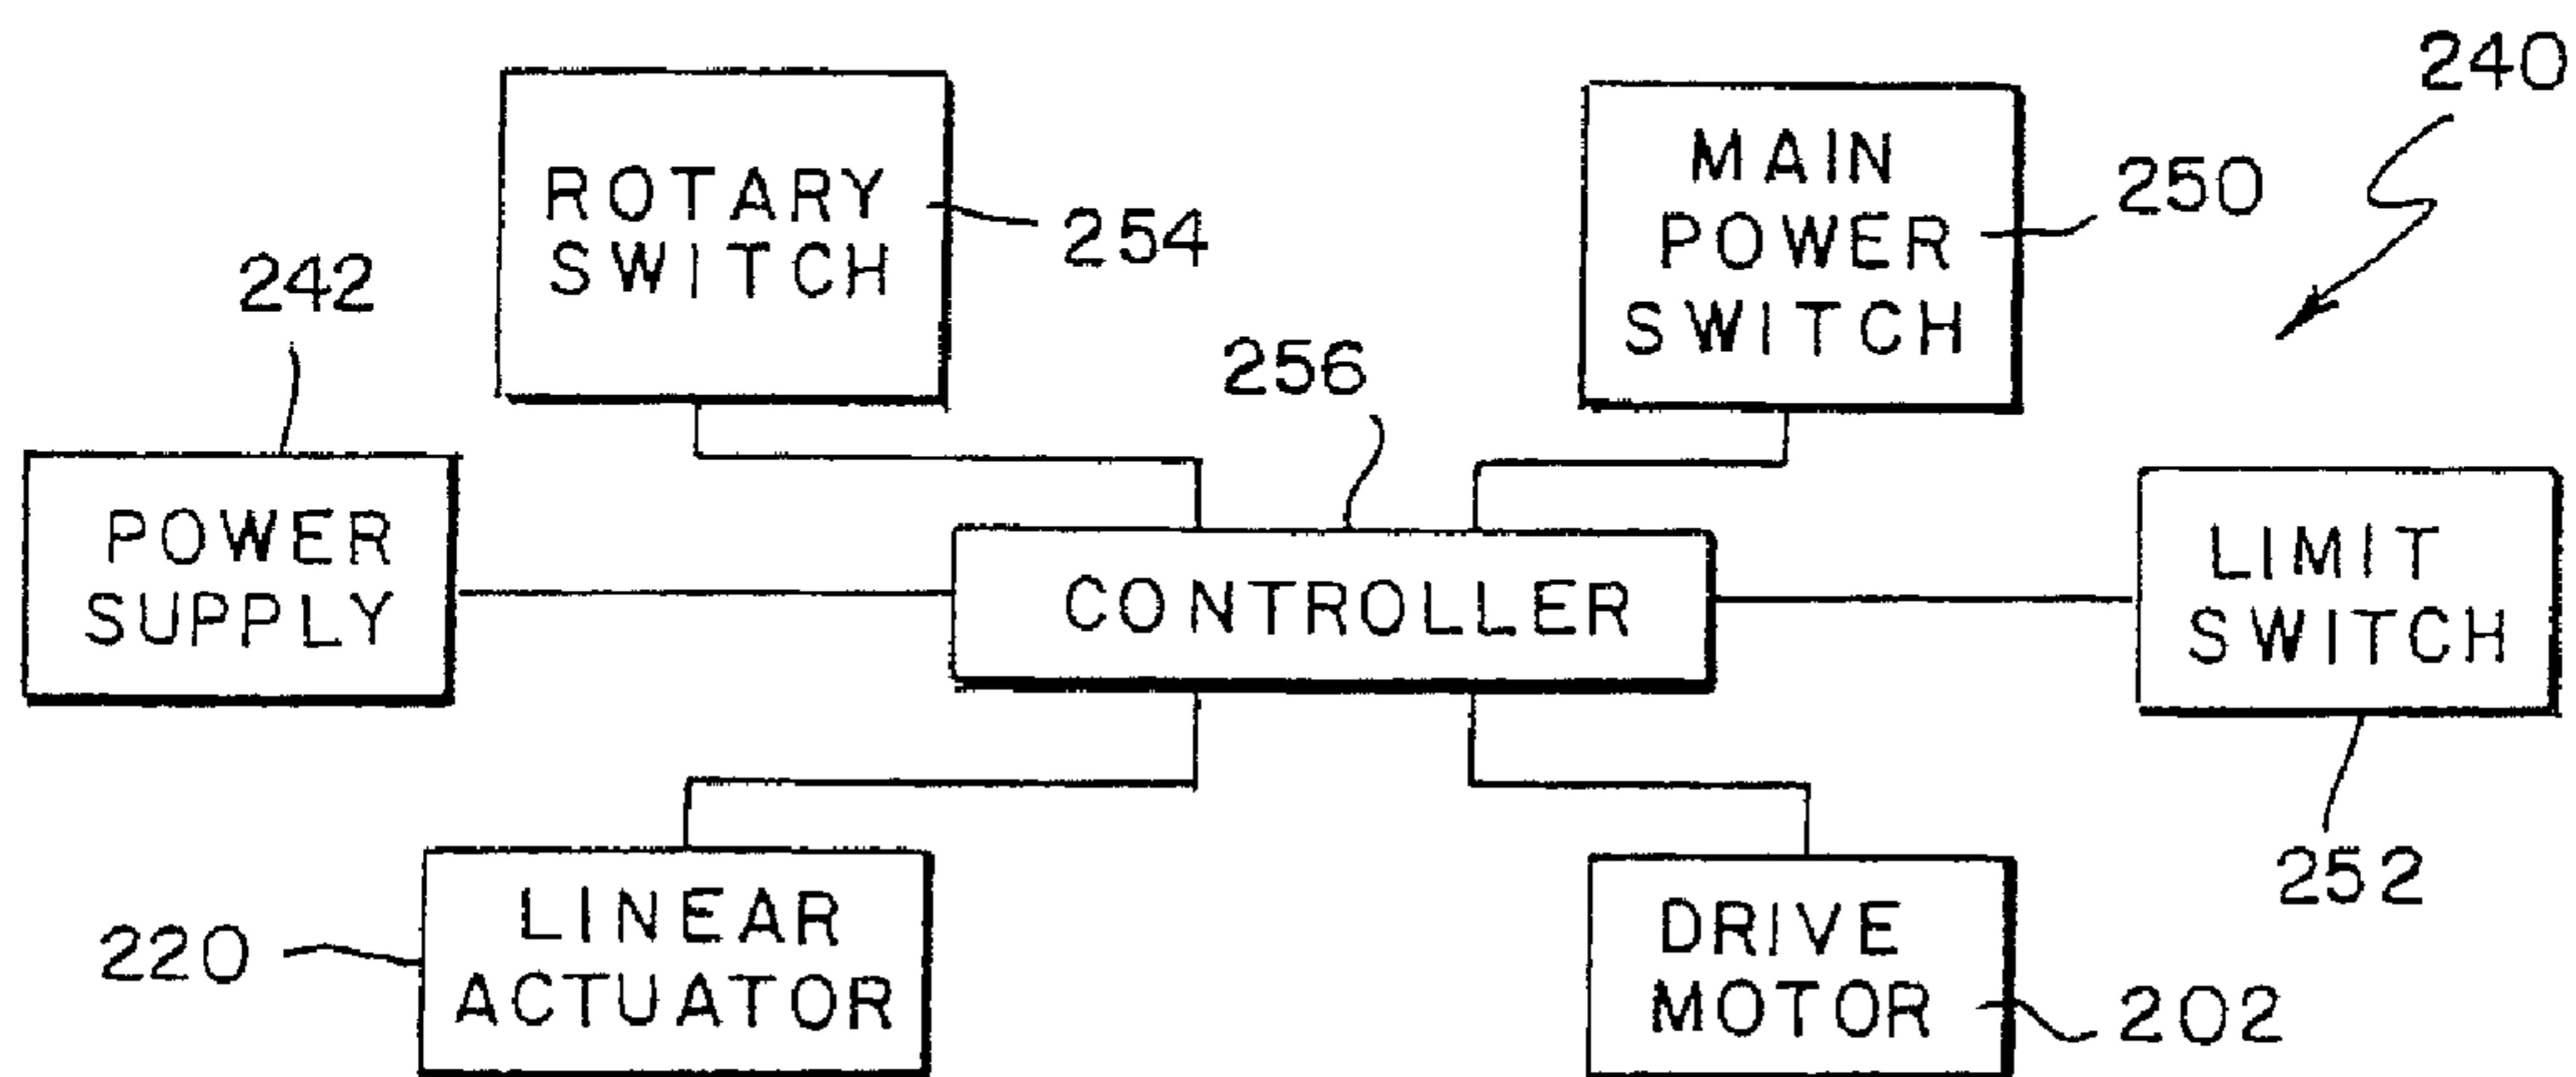 240
ROTARY
SWITCH
254
MAIN
POWER
SWITCH
250
242
POWER
SUPPLY
256
CONTROLLER
LIMIT
SWITCH
252
220
LINEAR
ACTUATOR
DRIVE
MOTOR
202